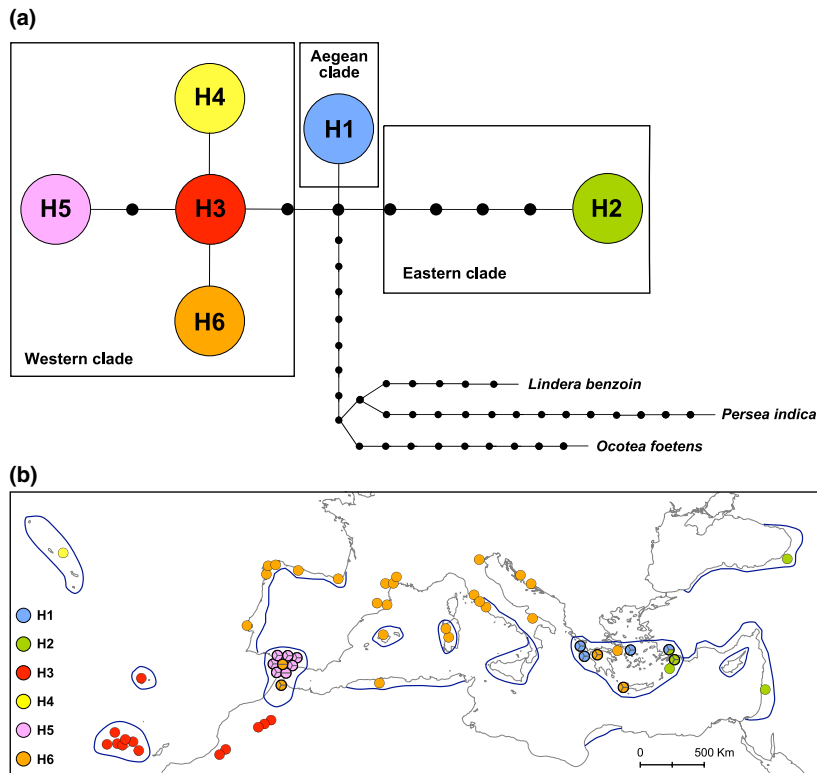 (a)
Aegean
clade
H4
H1
H5
H3
H2
Eastern clade
H6
Western clade
Lindera benzoin
Persea indica
Ocotea foetens
(b)
H1
H2
H3
H4
H5
H6
0 500 Km